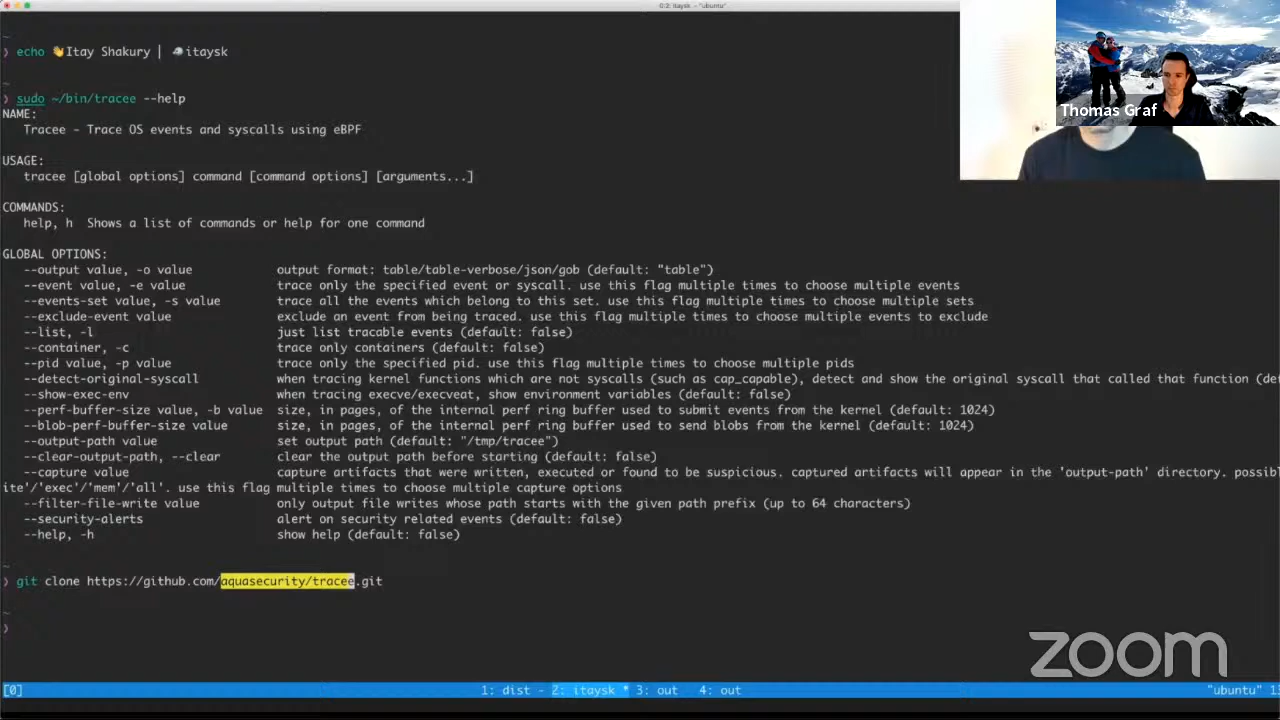 0:2: itaysk - "ubuntu"
~
❯ echo 👋Itay Shakury | 🐦itaysk
~
❯ sudo ~/bin/tracee --help
NAME:
Tracee - Trace OS events and syscalls using eBPF
USAGE:
tracee [global options] command [command options] [arguments...]
COMMANDS:
help, h  Shows a list of commands or help for one command
GLOBAL OPTIONS:
--output value, -o value  output format: table/table-verbose/json/gob (default: "table")
--event value, -e value  trace only the specified event or syscall. use this flag multiple times to choose multiple events
--events-set value, -s value  trace all the events which belong to this set. use this flag multiple times to choose multiple sets
--exclude-event value  exclude an event from being traced. use this flag multiple times to choose multiple events to exclude
--list, -l  just list tracable events (default: false)
--container, -c  trace only containers (default: false)
--pid value, -p value  trace only the specified pid. use this flag multiple times to choose multiple pids
--detect-original-syscall  when tracing kernel functions which are not syscalls (such as cap_capable), detect and show the original syscall that called that function (de
--show-exec-env  when tracing execve/execveat, show environment variables (default: false)
--perf-buffer-size value, -b value  size, in pages, of the internal perf ring buffer used to submit events from the kernel (default: 1024)
--blob-perf-buffer-size value  size, in pages, of the internal perf ring buffer used to send blobs from the kernel (default: 1024)
--output-path value  set output path (default: "/tmp/tracee")
--clear-output-path, --clear  clear the output path before starting (default: false)
--capture value  capture artifacts that were written, executed or found to be suspicious. captured artifacts will appear in the 'output-path' directory. possib
ite'/'exec'/'mem'/'all'. use this flag multiple times to choose multiple capture options
--filter-file-write value  only output file writes whose path starts with the given path prefix (up to 64 characters)
--security-alerts  alert on security related events (default: false)
--help, -h  show help (default: false)
~
❯ git clone https://github.com/aquasecurity/tracee.git
~
❯
[0] 1: dist - 2: itaysk * 3: out 4: out "ubuntu" 1
Thomas Graf
zoom